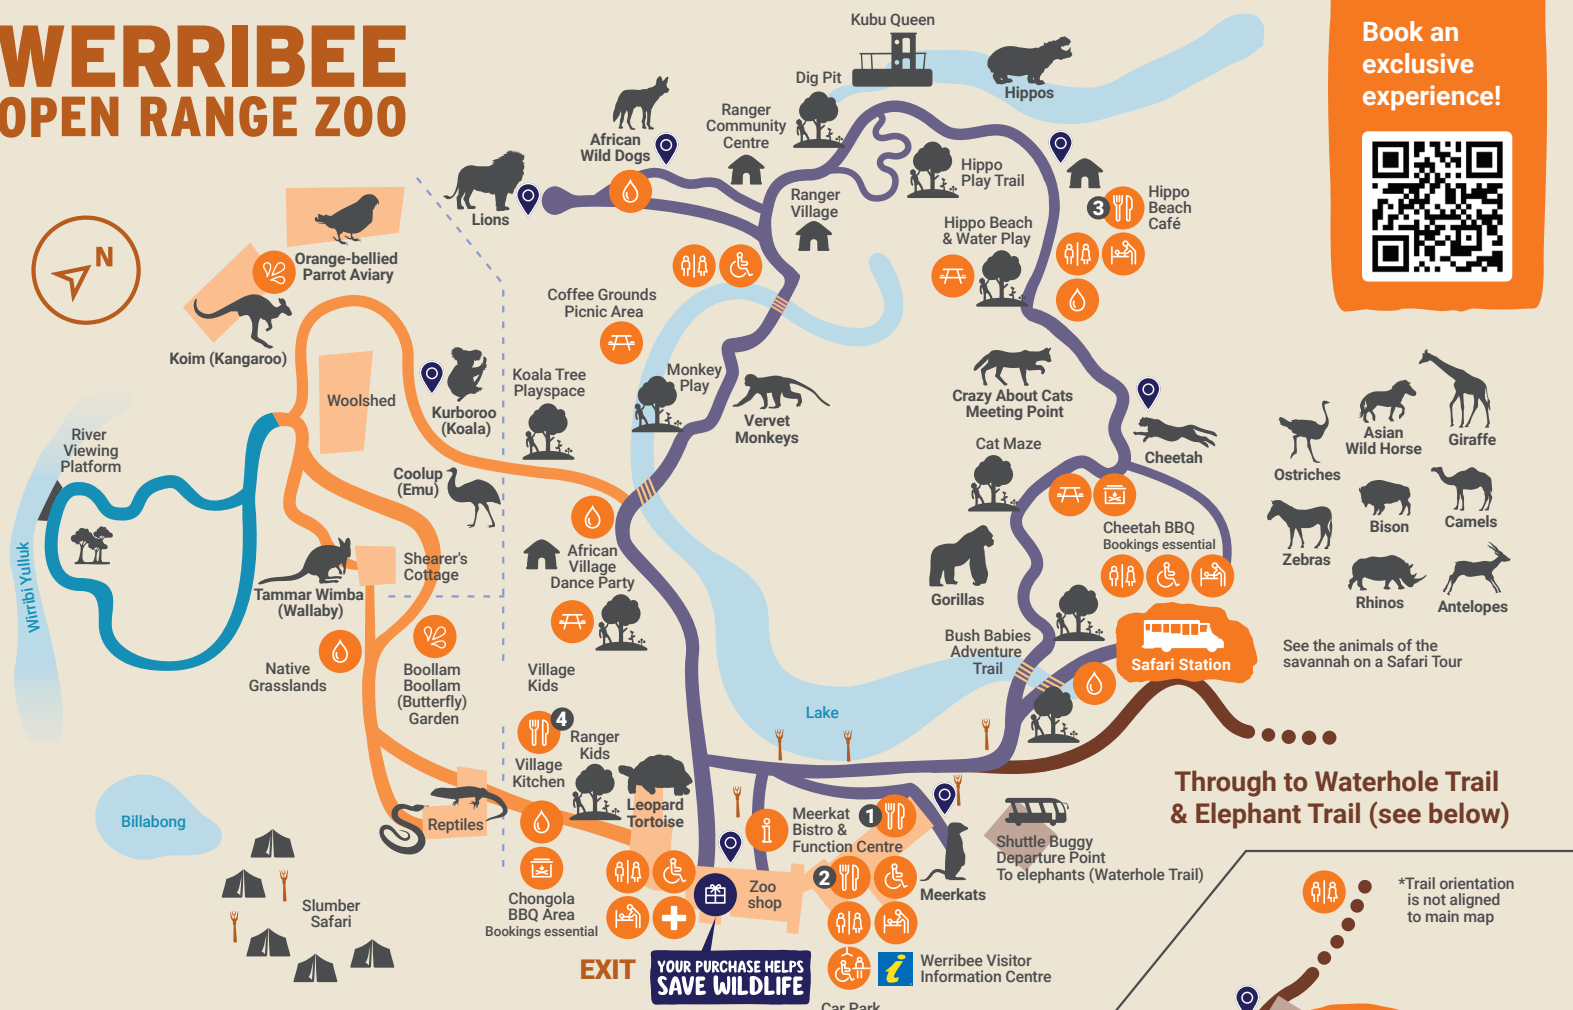 WERRIBEE
OPEN RANGE ZOO
Kubu Queen
Dig Pit
Hippos
Book an
exclusive
experience!
Ranger
Community
Centre
African
Wild Dogs
Lions
Hippo
Play Trail
Ranger
Village
3
Hippo
Beach
Café
Hippo Beach
& Water Play
N
Orange-bellied
Parrot Aviary
Koim (Kangaroo)
Coffee Grounds
Picnic Area
Koala Tree
Playspace
Monkey
Play
Vervet
Monkeys
Woolshed
Kurboroo
(Koala)
Crazy About Cats
Meeting Point
Cat Maze
Cheetah
Ostriches
Asian
Wild Horse
Giraffe
Zebras
Bison
Camels
Rhinos
Antelopes
River
Viewing
Platform
Coolup
(Emu)
Wirribi Yulluk
Shearer's
Cottage
Tammar Wimba
(Wallaby)
African
Village
Dance Party
Cheetah BBQ
Bookings essential
Gorillas
Bush Babies
Adventure
Trail
Safari Station
See the animals of the
savannah on a Safari Tour
Native
Grasslands
Boollam
Boollam
(Butterfly)
Garden
Village
Kids
4
Village
Kitchen
Ranger
Kids
Lake
Leopard
Tortoise
Through to Waterhole Trail
& Elephant Trail (see below)
Billabong
Reptiles
Meerkat
Bistro &
Function Centre
1
2
Meerkats
Shuttle Buggy
Departure Point
To elephants (Waterhole Trail)
Zoo
shop
Chongola
BBQ Area
Bookings essential
Slumber
Safari
EXIT
YOUR PURCHASE HELPS
SAVE WILDLIFE
i
i
Werribee Visitor
Information Centre
Car Park
*Trail orientation
is not aligned
to main map